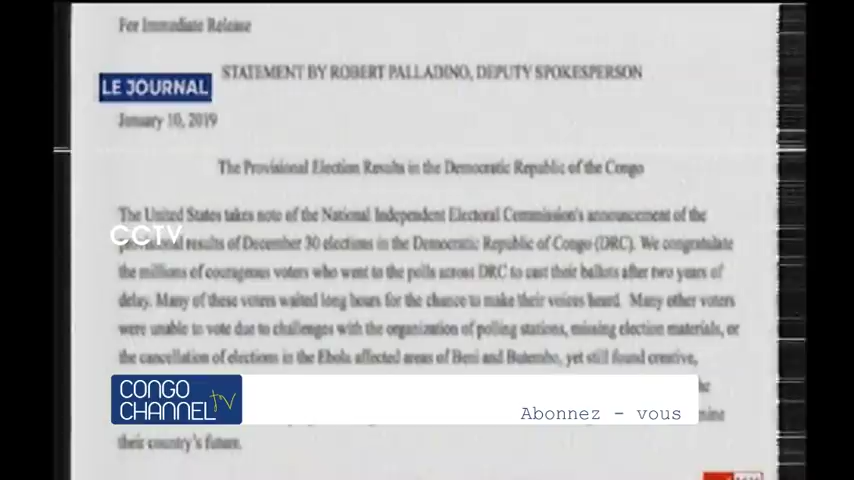 For Immediate Release
STATEMENT BY ROBERT PALLADINO, DEPUTY SPOKESPERSON
LE JOURNAL
January 10, 2019
The Provisional Election Results in the Democratic Republic of the Congo
The United States takes note of the National Independent Electoral Commission's announcement of the
CCTV
results of December 30 elections in the Democratic Republic of Congo (DRC). We congratulate
the millions of courageous voters who went to the polls across DRC to cast their ballots after two years of
delay. Many of these voters waited long hours for the chance to make their voices heard. Many other voters
were unable to vote due to challenges with the organization of polling stations, missing election materials, or
the cancellation of elections in the Ebola affected areas of Beni and Butembo, yet still found creative,
CONGO
CHANNEL TV
Abonnez - vous
their country's future.